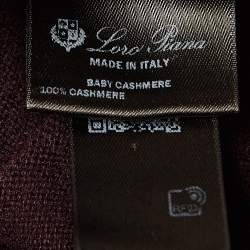 Loro Piana
MADE IN ITALY
BABY CASHMERE
100% CASHMERE